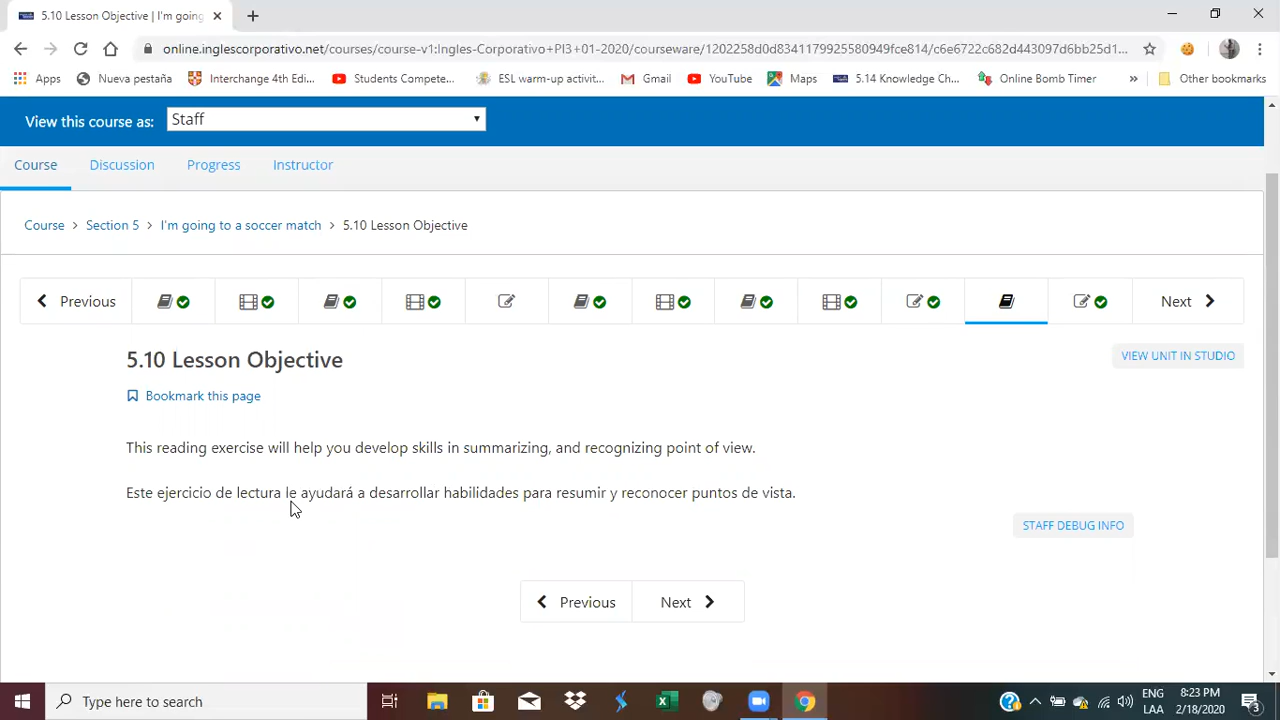 5.10 Lesson Objective | I'm going
online.inglescorporativo.net/courses/course-v1:Ingles-Corporativo+PI3+01-2020/courseware/1202258d0d8341179925580949fce814/c6e6722c682d443097d6bb25d1...
Apps Nueva pestaña Interchange 4th Edi... Students Compete... ESL warm-up activit... Gmail YouTube Maps 5.14 Knowledge Ch... Online Bomb Timer » Other bookmarks
View this course as: Staff
Course Discussion Progress Instructor
Course > Section 5 > I'm going to a soccer match > 5.10 Lesson Objective
Previous Next
5.10 Lesson Objective
VIEW UNIT IN STUDIO
Bookmark this page
This reading exercise will help you develop skills in summarizing, and recognizing point of view.
Este ejercicio de lectura le ayudará a desarrollar habilidades para resumir y reconocer puntos de vista.
STAFF DEBUG INFO
Previous Next
Type here to search
ENG 8:23 PM
LAA 2/18/2020 3